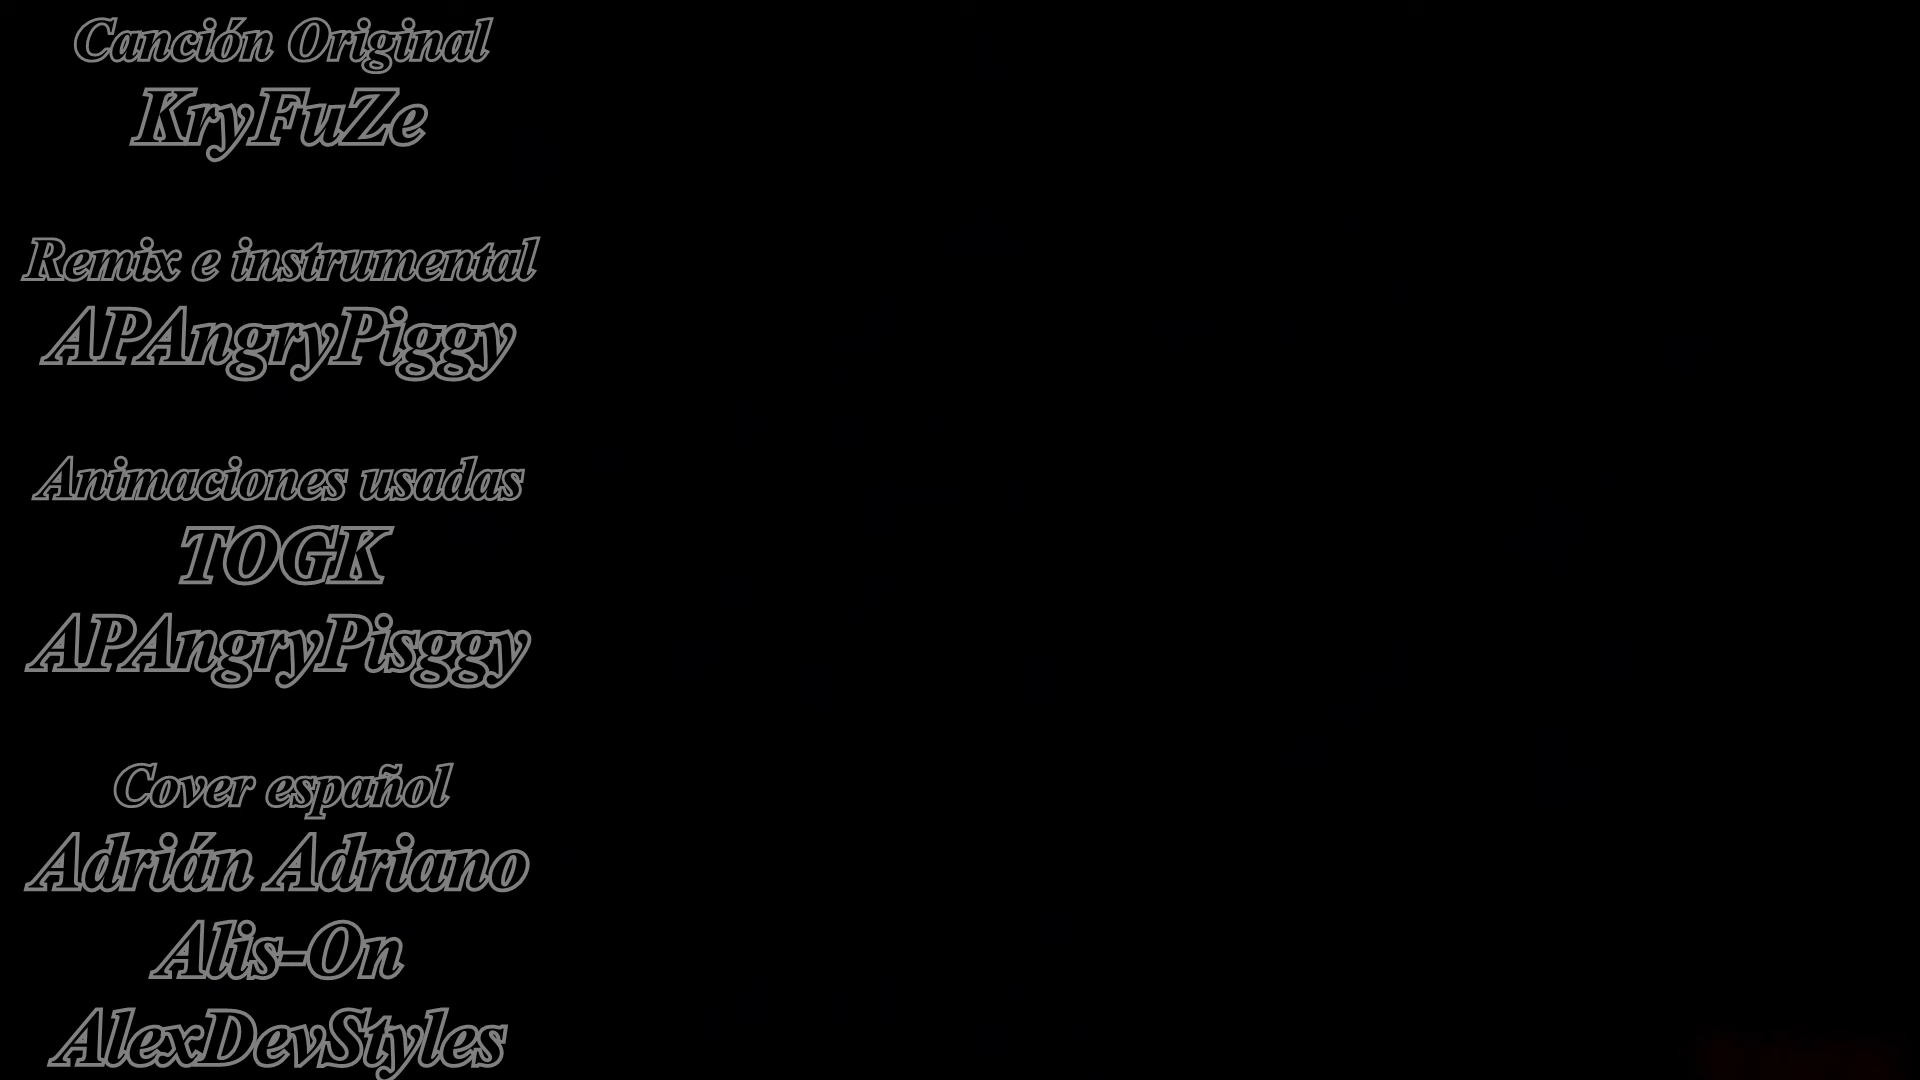 Canción Original
KryFuZe
Remix e instrumental
APAngryPiggy
Animaciones usadas
TOGK
APAngryPisggy
Cover español
Adrián Adriano
Alis-On
AlexDevStyles